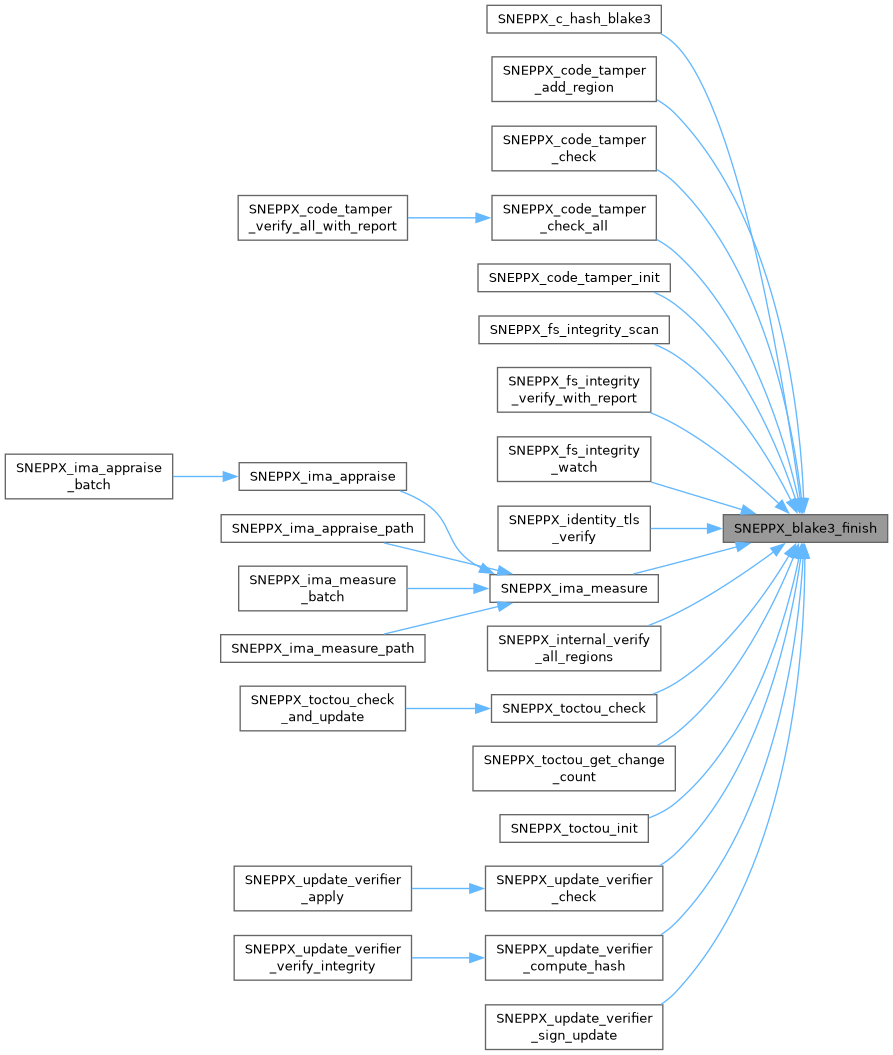 SNEPPX_c_hash_blake3
SNEPPX_code_tamper
_add_region
SNEPPX_code_tamper
_check
SNEPPX_code_tamper
_verify_all_with_report
SNEPPX_code_tamper
_check_all
SNEPPX_code_tamper_init
SNEPPX_fs_integrity_scan
SNEPPX_fs_integrity
_verify_with_report
SNEPPX_fs_integrity
_watch
SNEPPX_ima_appraise
_batch
SNEPPX_ima_appraise
SNEPPX_ima_appraise_path
SNEPPX_identity_tls
_verify
SNEPPX_blake3_finish
SNEPPX_ima_measure
_batch
SNEPPX_ima_measure
SNEPPX_ima_measure_path
SNEPPX_internal_verify
_all_regions
SNEPPX_toctou_check
_and_update
SNEPPX_toctou_check
SNEPPX_toctou_get_change
_count
SNEPPX_toctou_init
SNEPPX_update_verifier
_apply
SNEPPX_update_verifier
_check
SNEPPX_update_verifier
_verify_integrity
SNEPPX_update_verifier
_compute_hash
SNEPPX_update_verifier
_sign_update